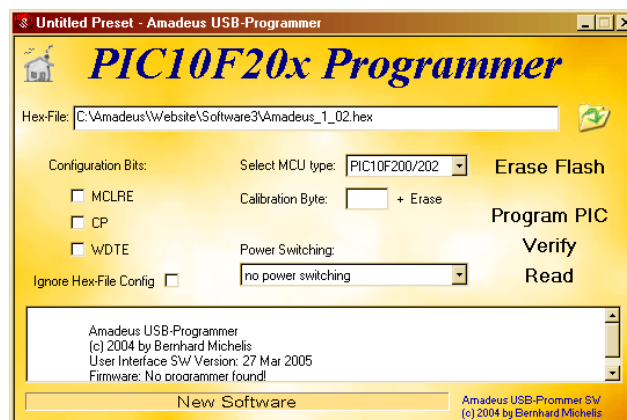 Untitled Preset - Amadeus USB-Programmer
PIC10F20x Programmer
Hex-File: C:\Amadeus\Website\Software3\Amadeus_1_02.hex
Configuration Bits:
Select MCU type: PIC10F200/202
Erase Flash
MCLRE
Calibration Byte: + Erase
Program PIC
CP
WDTE
Power Switching:
Verify
Ignore Hex-File Config
no power switching
Read
Amadeus USB-Programmer
(c) 2004 by Bernhard Michelis
User Interface SW Version: 27 Mar 2005
Firmware: No programmer found!
New Software
Amadeus USB-Prommer SW
(c) 2004 by Bernhard Michelis